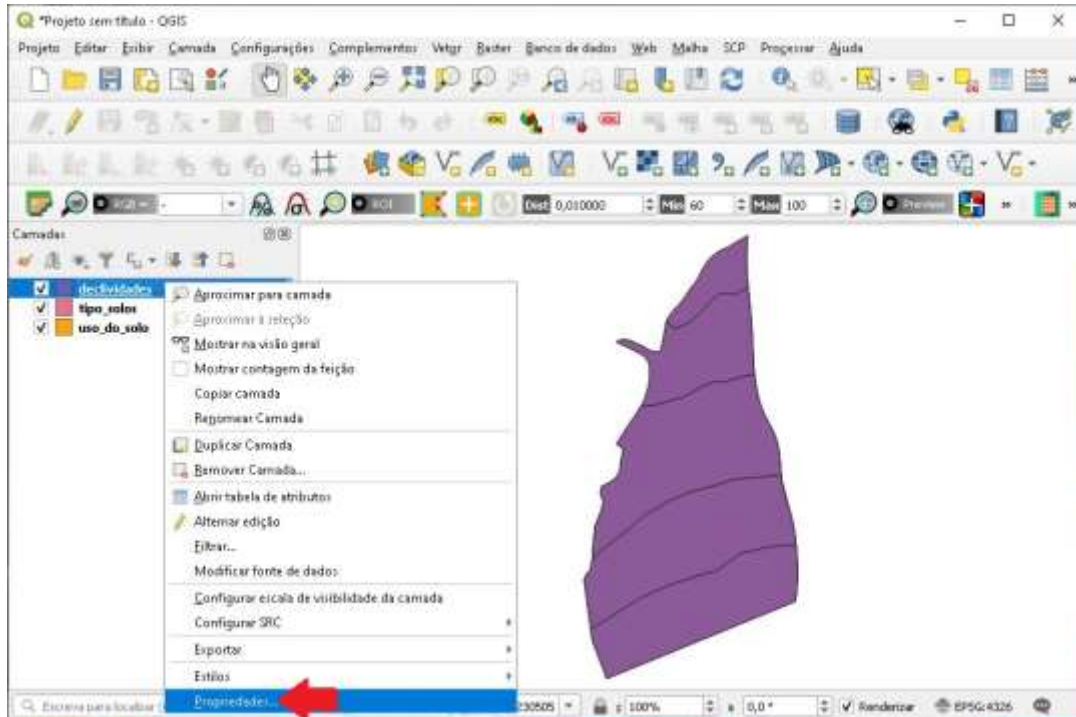 *Projeto sem título - QGIS
Projeto Editar Exibir Camada Configurações Complementos Vetor Raster Banco de dados Web Malha SCP Processar Ajuda
RGB = - ROI Dist 0,010000 Min 60 Max 100 Preview
Camadas
declividades
tipo_solos
uso_do_solo
Aproximar para camada
Aproximar à seleção
Mostrar na visão geral
Mostrar contagem da feição
Copiar camada
Renomear Camada
Duplicar Camada
Remover Camada...
Abrir tabela de atributos
Alternar edição
Filtrar...
Modificar fonte de dados
Configurar escala de visibilidade da camada
Configurar SRC
Exportar
Estilos
Propriedades...
Escreva para localizar 230505 100% 0,0° Renderizar EPSG:4326